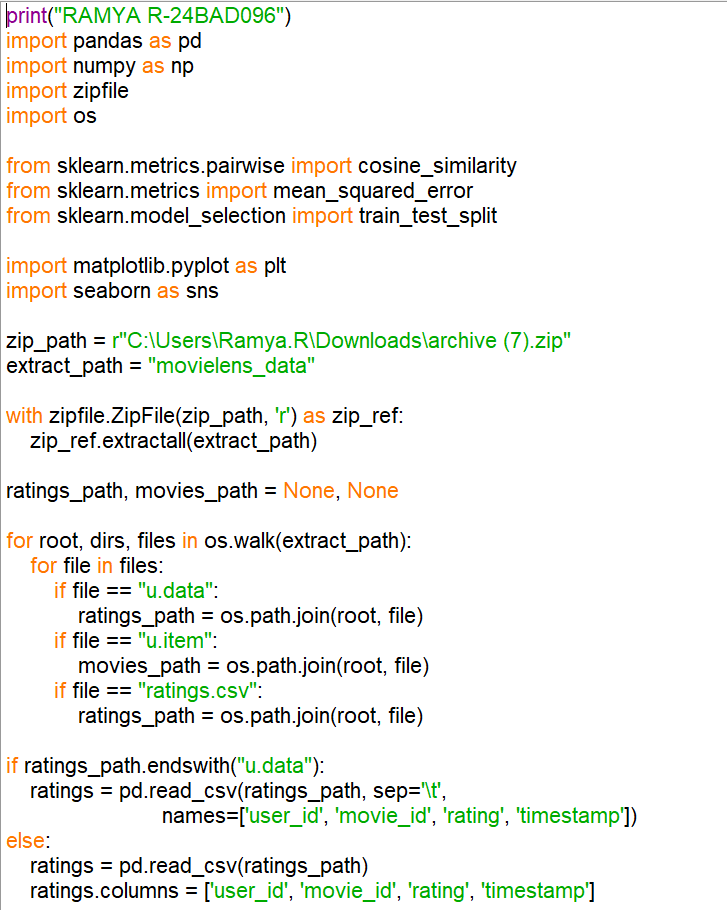 print("RAMYA R-24BAD096")
import pandas as pd
import numpy as np
import zipfile
import os
from sklearn.metrics.pairwise import cosine_similarity
from sklearn.metrics import mean_squared_error
from sklearn.model_selection import train_test_split
import matplotlib.pyplot as plt
import seaborn as sns
zip_path = r"C:\Users\Ramya.R\Downloads\archive (7).zip"
extract_path = "movielens_data"
with zipfile.ZipFile(zip_path, 'r') as zip_ref:
    zip_ref.extractall(extract_path)
ratings_path, movies_path = None, None
for root, dirs, files in os.walk(extract_path):
    for file in files:
        if file == "u.data":
            ratings_path = os.path.join(root, file)
        if file == "u.item":
            movies_path = os.path.join(root, file)
        if file == "ratings.csv":
            ratings_path = os.path.join(root, file)
if ratings_path.endswith("u.data"):
    ratings = pd.read_csv(ratings_path, sep='\t',
                          names=['user_id', 'movie_id', 'rating', 'timestamp'])
else:
    ratings = pd.read_csv(ratings_path)
    ratings.columns = ['user_id', 'movie_id', 'rating', 'timestamp']